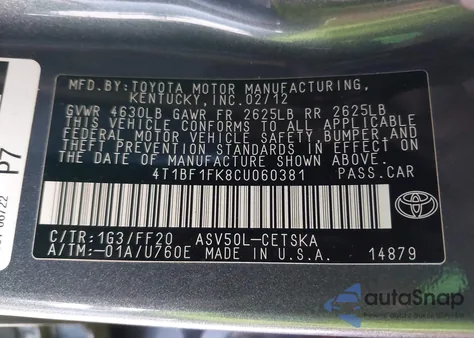 MFD.BY:TOYOTA MOTOR MANUFACTURING,
KENTUCKY,INC.02/12
GVWR 4630LB GAWR FR 2625LB RR 2625LB
THIS VEHICLE CONFORMS TO ALL APPLICABLE
FEDERAL MOTOR VEHICLE SAFETY,BUMPER,AND
THEFT PREVENTION STANDARDS IN EFFECT ON
THE DATE OF MANUFACTURE SHOWN ABOVE.
4T1BF1FK8CU060381 PASS.CAR
C/TR:1G3/FF20 ASV50L-CETSKA
A/TM:-01A/U760E MADE IN U.S.A. 14879
TOYOTA
P7
autoSnap